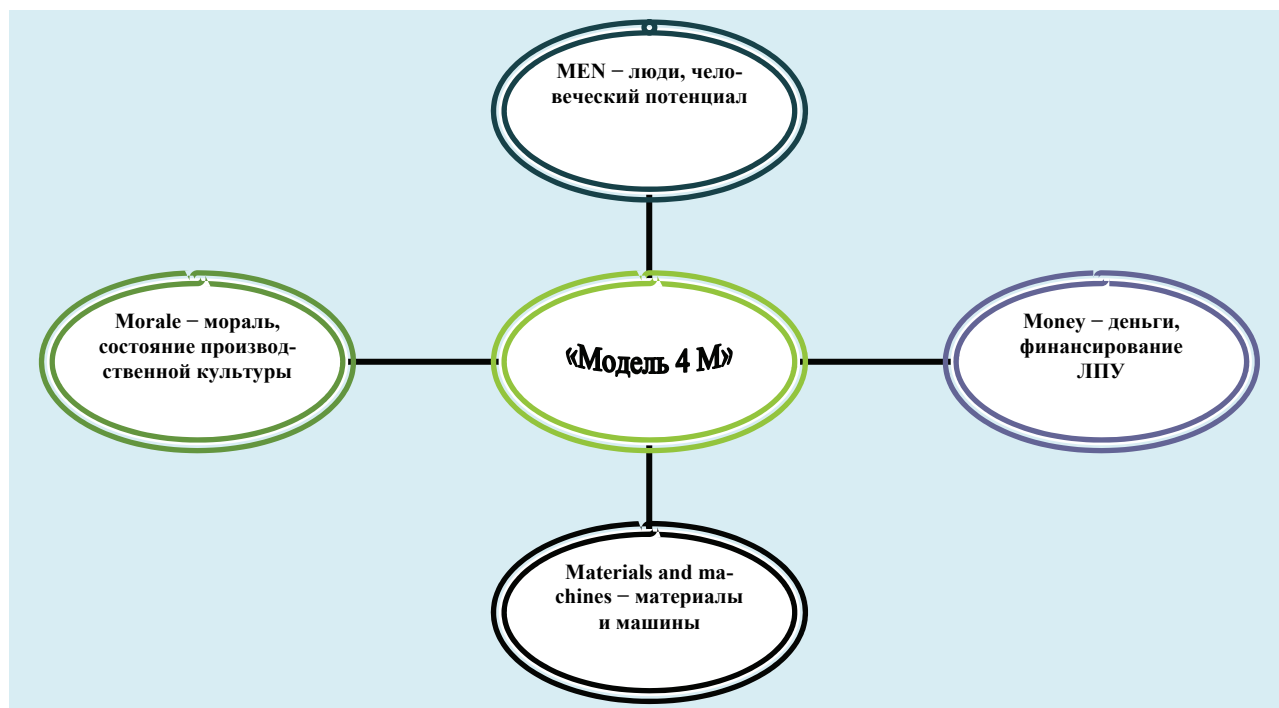 MEN − люди, чело-
веческий потенциал
Morale − мораль,
состояние производ-
ственной культуры
«Модель 4 М»
Money − деньги,
финансирование
ЛПУ
Materials and ma-
chines − материалы
и машины